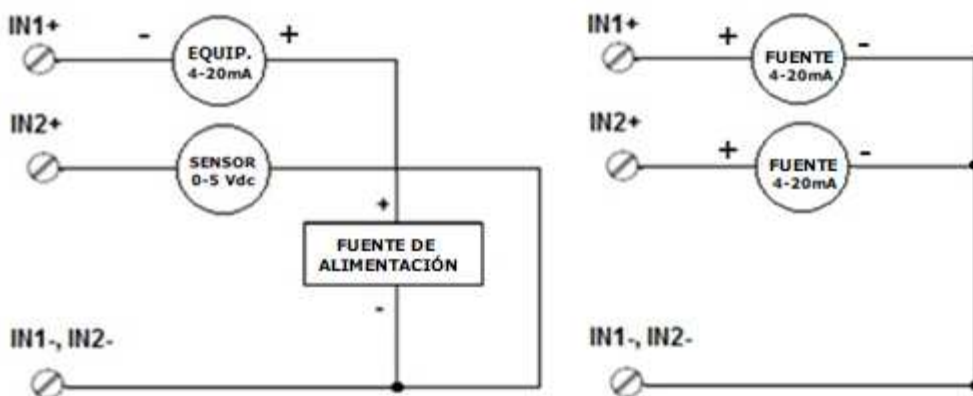 IN1+
-
EQUIP.
4-20mA
+
IN2+
SENSOR
0-5 Vdc
+
FUENTE DE
ALIMENTACIÓN
-
IN1-, IN2-
IN1+
+
FUENTE
4-20mA
-
IN2+
+
FUENTE
4-20mA
-
IN1-, IN2-